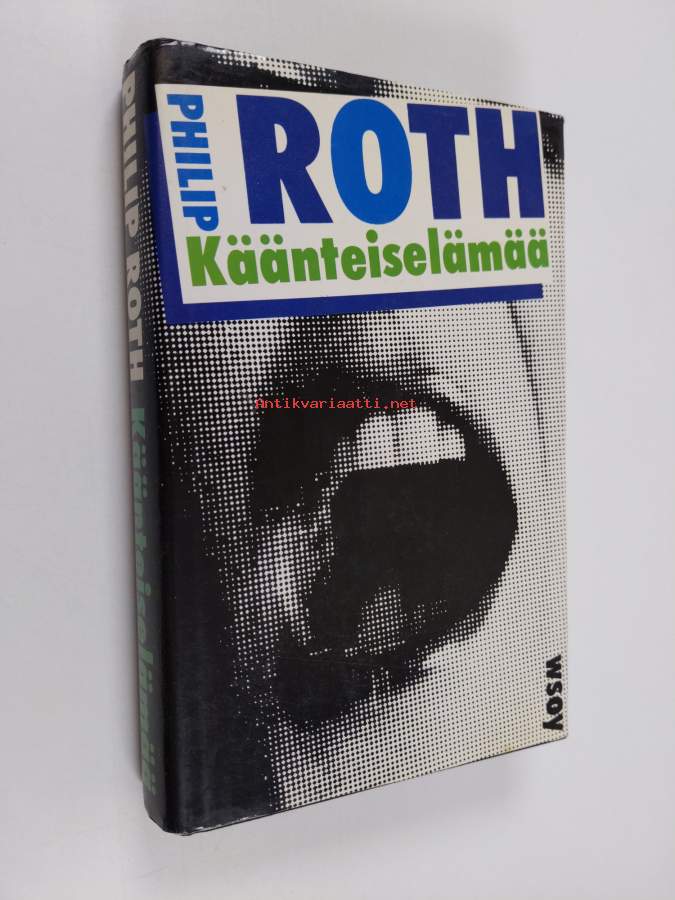 PHILIP
ROTH
Käänteiselämää
Antikvariaatti.net
WSOY
PHILIP ROTH Käänteiselämää